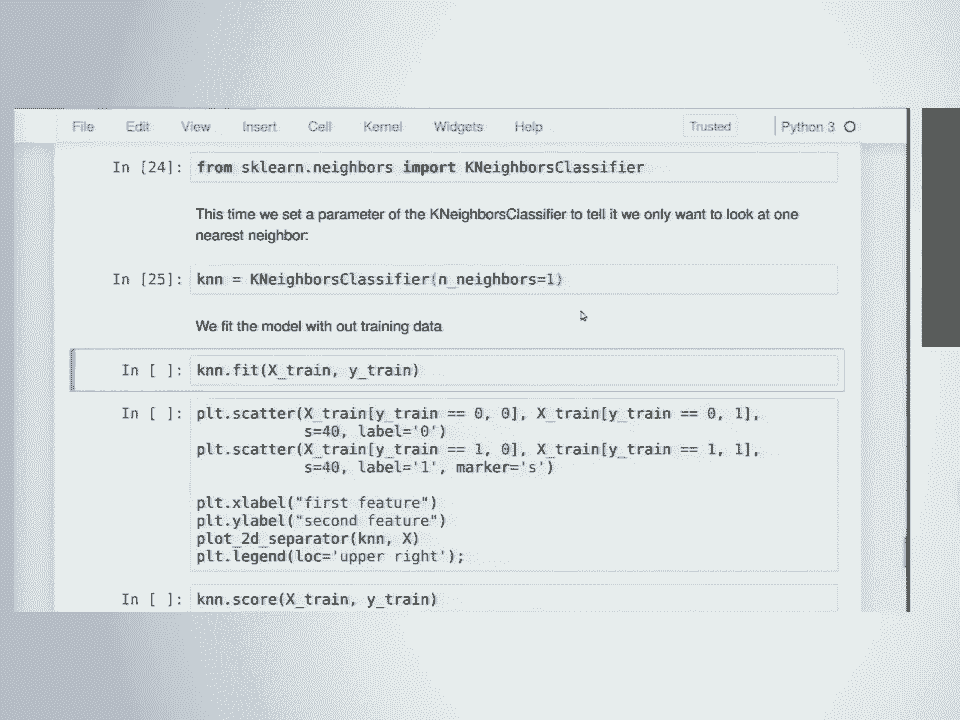 File Edit View Insert Cell Kernel Widgets Help Trusted Python 3
In [24]: from sklearn.neighbors import KNeighborsClassifier
This time we set a parameter of the KNeighborsClassifier to tell it we only want to look at one
nearest neighbor:
In [25]: knn = KNeighborsClassifier(n_neighbors=1)
We fit the model with out training data
In [ ]: knn.fit(X_train, y_train)
In [ ]: plt.scatter(X_train[y_train == 0, 0], X_train[y_train == 0, 1],
s=40, label='0')
plt.scatter(X_train[y_train == 1, 0], X_train[y_train == 1, 1],
s=40, label='1', marker='s')
plt.xlabel("first feature")
plt.ylabel("second feature")
plot_2d_separator(knn, X)
plt.legend(loc='upper right');
In [ ]: knn.score(X_train, y_train)